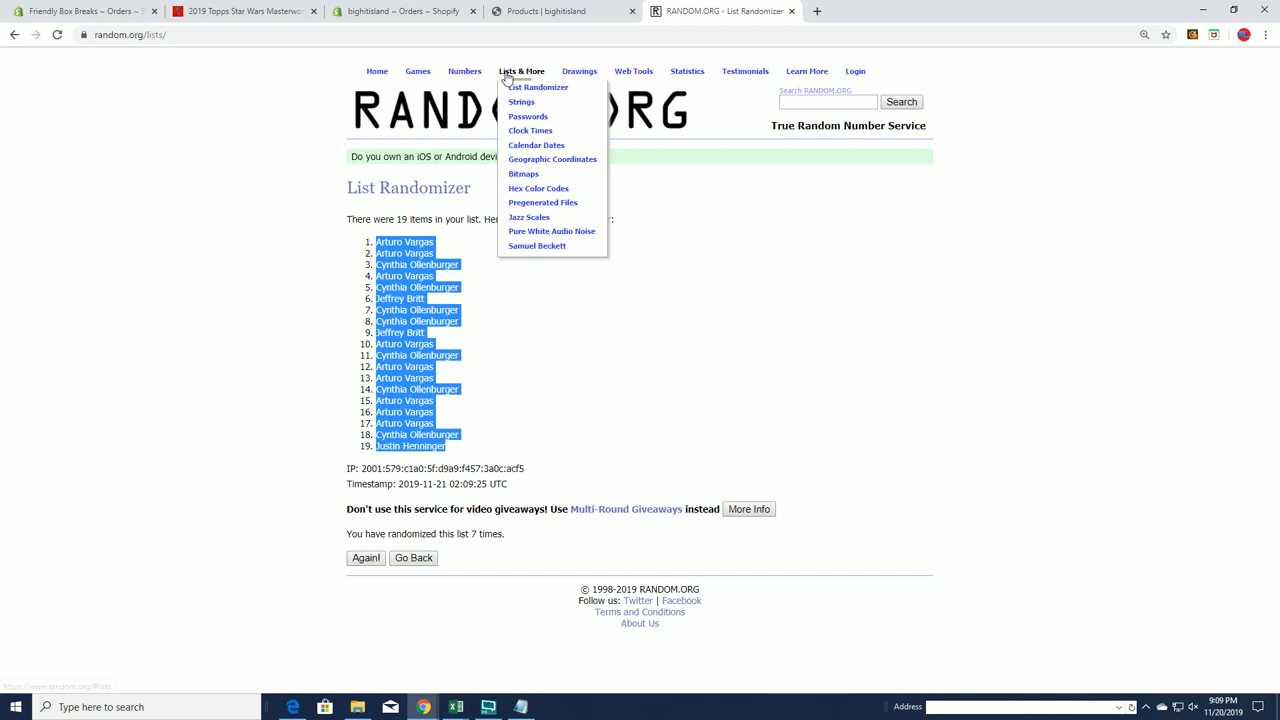 Friendly Box Breaks ~ Orders ~ S
2019 Topps Star Wars Masterwor
Orders ~ Orders ~ Shopify
bigintbigland
RANDOM.ORG - List Randomizer
random.org/lists/
Home Games Numbers Lists & More Drawings Web Tools Statistics Testimonials Learn More Login
List Randomizer
Strings
Passwords
Clock Times
Calendar Dates
Geographic Coordinates
Bitmaps
Hex Color Codes
Pregenerated Files
Jazz Scales
Pure White Audio Noise
Samuel Beckett
Search RANDOM.ORG
Search
RAND RG
True Random Number Service
Do you own an iOS or Android devi
List Randomizer
There were 19 items in your list. Her :
1. Arturo Vargas
2. Arturo Vargas
3. Cynthia Ollenburger
4. Arturo Vargas
5. Cynthia Ollenburger
6. Jeffrey Britt
7. Cynthia Ollenburger
8. Cynthia Ollenburger
9. Jeffrey Britt
10. Arturo Vargas
11. Cynthia Ollenburger
12. Arturo Vargas
13. Arturo Vargas
14. Cynthia Ollenburger
15. Arturo Vargas
16. Arturo Vargas
17. Arturo Vargas
18. Cynthia Ollenburger
19. Justin Henninger
IP: 2001:579:c1a0:5f:d9a9:f457:3a0c:acf5
Timestamp: 2019-11-21 02:09:25 UTC
Don't use this service for video giveaways! Use Multi-Round Giveaways instead More Info
You have randomized this list 7 times.
Again! Go Back
© 1998-2019 RANDOM.ORG
Follow us: Twitter | Facebook
Terms and Conditions
About Us
https://www.random.org/#lists
Type here to search
Address
9:09 PM
11/20/2019